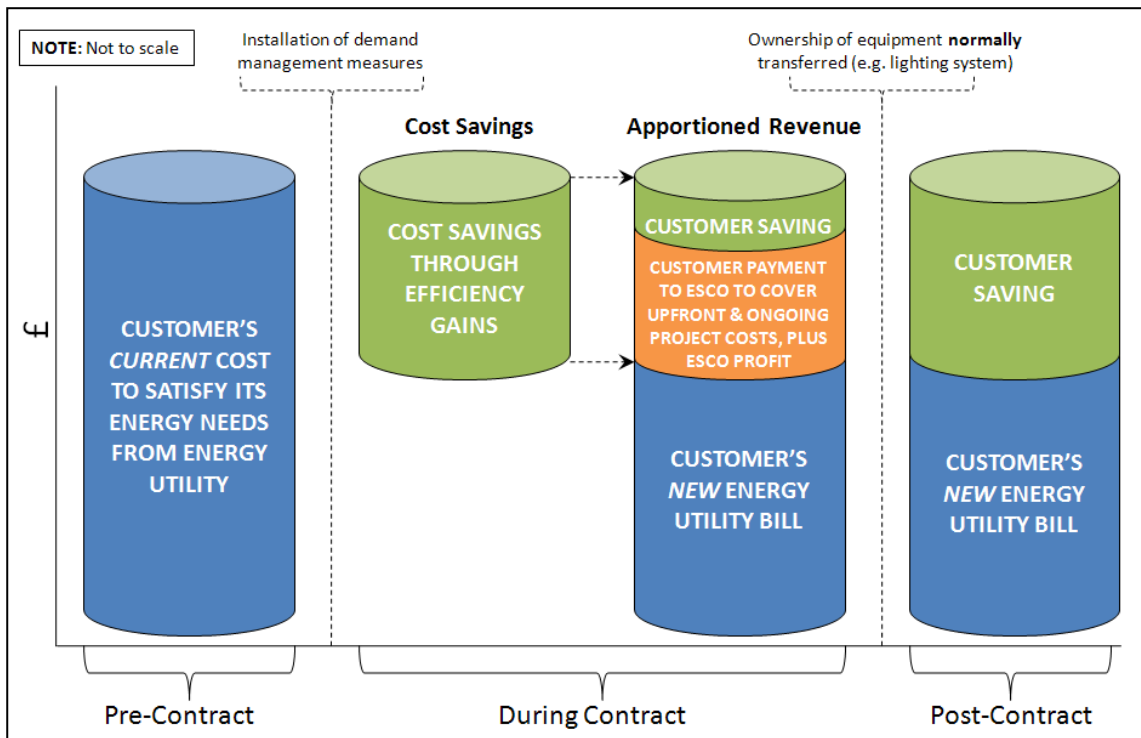 NOTE: Not to scale
Installation of demand
management measures
Ownership of equipment normally
transferred (e.g. lighting system)
Cost Savings
Apportioned Revenue
£
CUSTOMER’S
CURRENT COST
TO SATISFY ITS
ENERGY NEEDS
FROM ENERGY
UTILITY
COST SAVINGS
THROUGH
EFFICIENCY
GAINS
CUSTOMER SAVING
CUSTOMER PAYMENT
TO ESCO TO COVER
UPFRONT & ONGOING
PROJECT COSTS, PLUS
ESCO PROFIT
CUSTOMER’S
NEW ENERGY
UTILITY BILL
CUSTOMER
SAVING
CUSTOMER’S
NEW ENERGY
UTILITY BILL
Pre-Contract
During Contract
Post-Contract